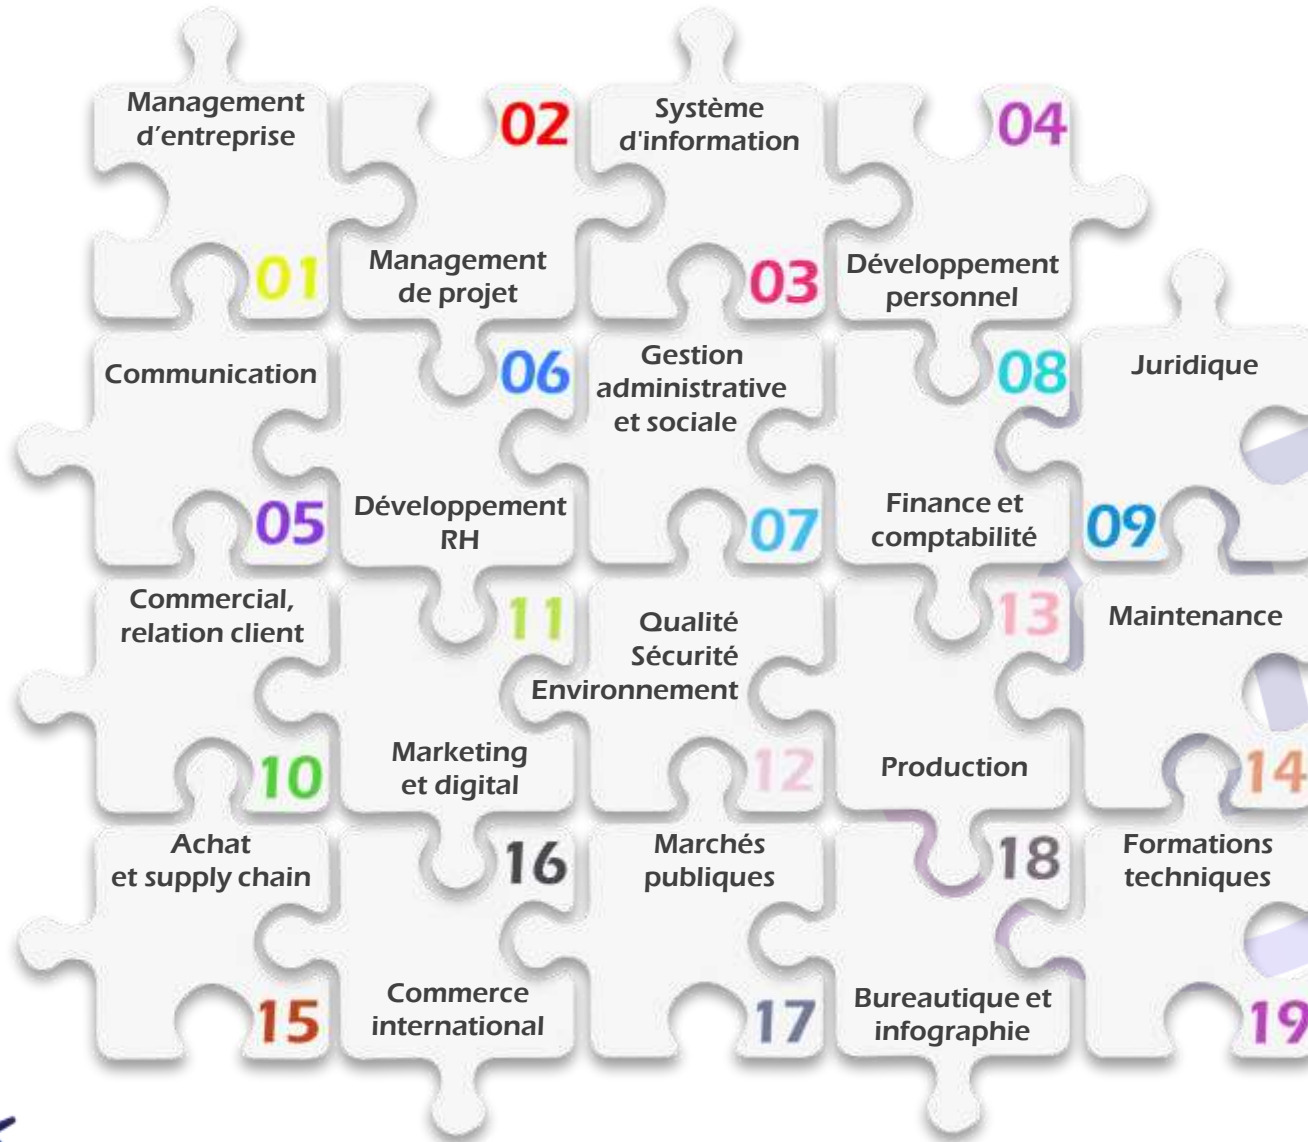 Management
d’entreprise
01
02
Management
de projet
Système
d'information
03
04
Développement
personnel
Communication
05
06
Développement
RH
Gestion
administrative
et sociale
07
08
Finance et
comptabilité
Juridique
09
Commercial,
relation client
10
11
Marketing
et digital
Qualité
Sécurité
Environnement
12
13
Production
Maintenance
14
Achat
et supply chain
15
16
Commerce
international
Marchés
publiques
17
18
Bureautique et
infographie
Formations
techniques
19